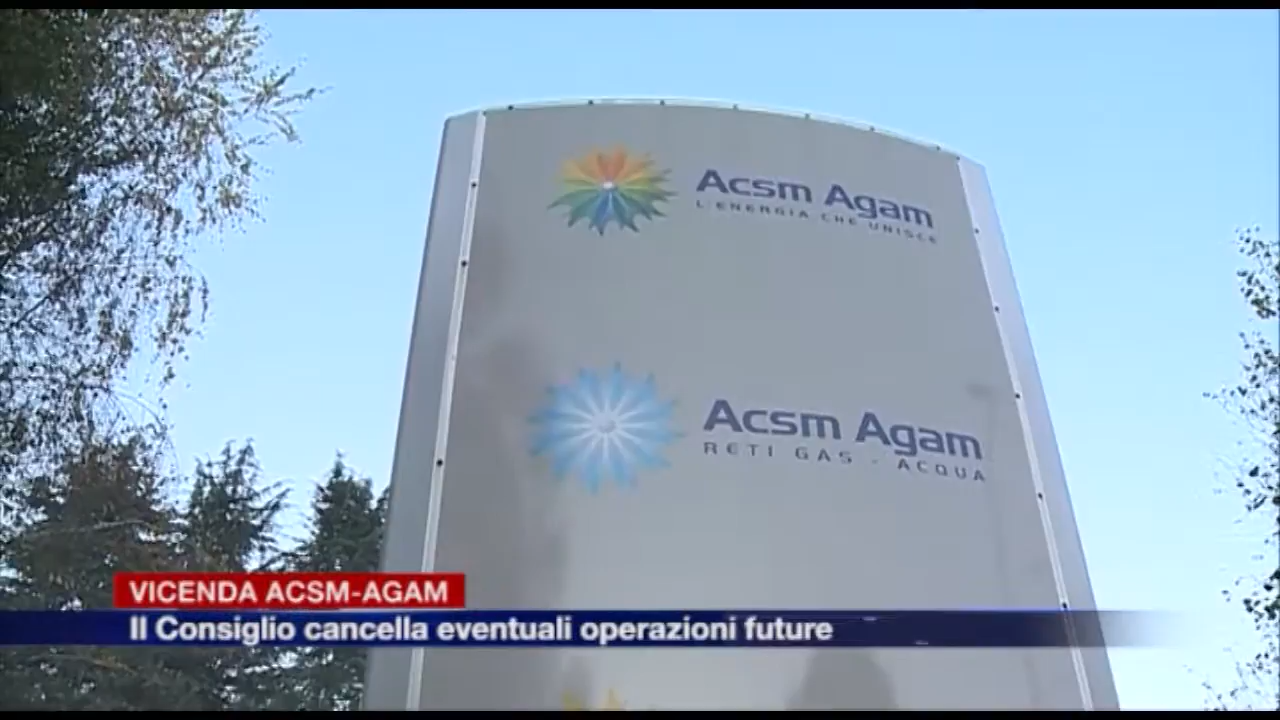 Acsm Agam
L'ENERGIA CHE UNISCE
Acsm Agam
RETI GAS - ACQUA
VICENDA ACSM-AGAM
Il Consiglio cancella eventuali operazioni future